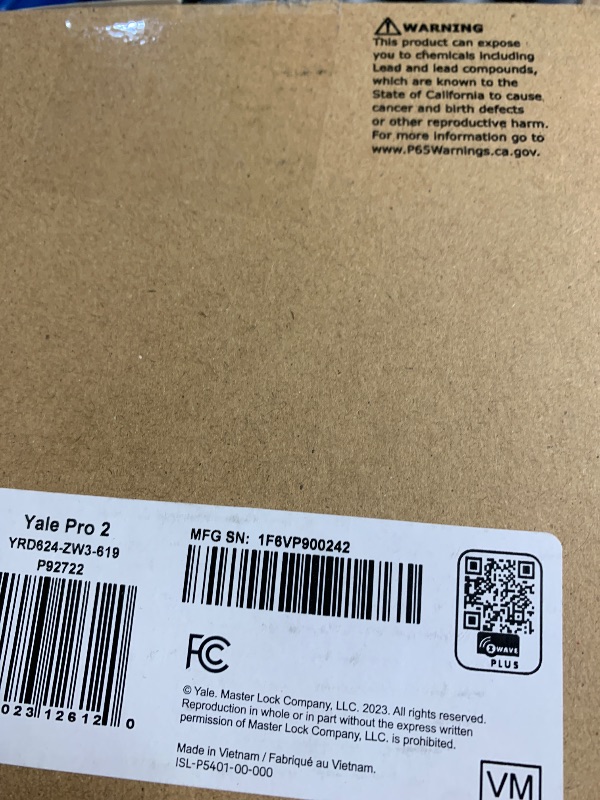 WARNING
This product can expose
you to chemicals including
Lead and lead compounds,
which are known to the
State of California to cause
cancer and birth defects
or other reproductive harm.
For more information go to
www.P65Warnings.ca.gov.
Yale Pro 2
YRD624-ZW3-619
P92722
02312612 0
MFG SN: 1F6VP900242
FC
Z WAVE
PLUS
© Yale. Master Lock Company, LLC. 2023. All rights reserved.
Reproduction in whole or in part without the express written
permission of Master Lock Company, LLC. is prohibited.
Made in Vietnam / Fabriqué au Vietnam.
ISL-P5401-00-000
VM